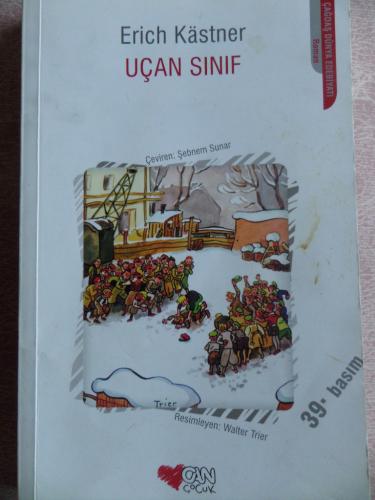 Erich Kästner
UÇAN SINIF
ÇAĞDAŞ DÜNYA EDEBİYATI
Roman
Çeviren: Şebnem Sunar
Trier
Resimleyen: Walter Trier
39. basım
CAN
ÇOCUK